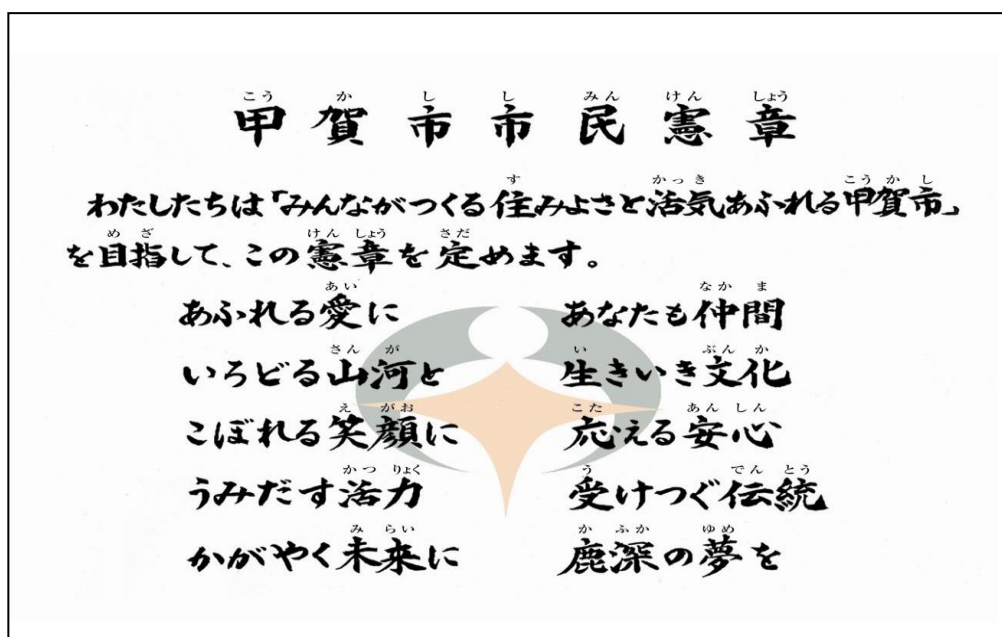 甲賀市市民憲章
わたしたちは「みんながつくる住みよさと活気あふれる甲賀市」
を目指して、この憲章を定めます。
あふれる愛に　あなたも仲間
いろどる山河と　生きいき文化
こぼれる笑顔に　応える安心
うみだす活力　受けつぐ伝統
かがやく未来に　鹿深の夢を